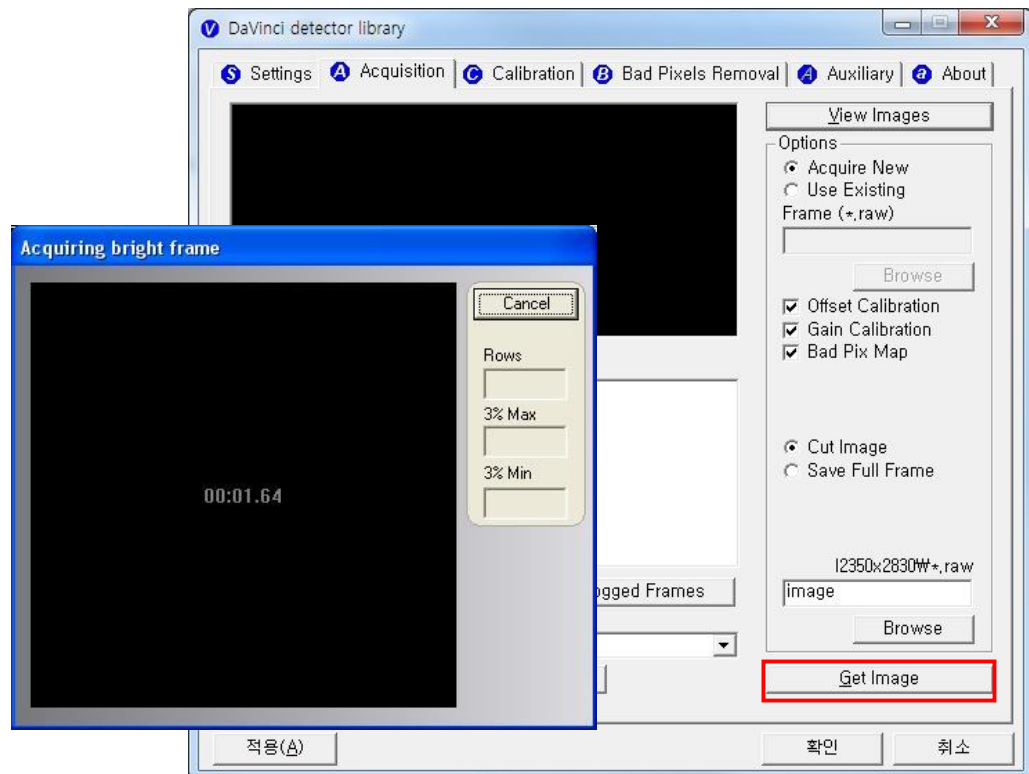 DaVinci detector library
Settings
Acquisition
Calibration
Bad Pixels Removal
Auxiliary
About
View Images
Options
Acquire New
Use Existing
Frame (*.raw)
Browse
Offset Calibration
Gain Calibration
Bad Pix Map
Cut Image
Save Full Frame
I2350x2830₩*.raw
image
Browse
Get Image
Frames
Acquiring bright frame
Cancel
Rows
3% Max
3% Min
00:01.64
적용(A)
확인
취소